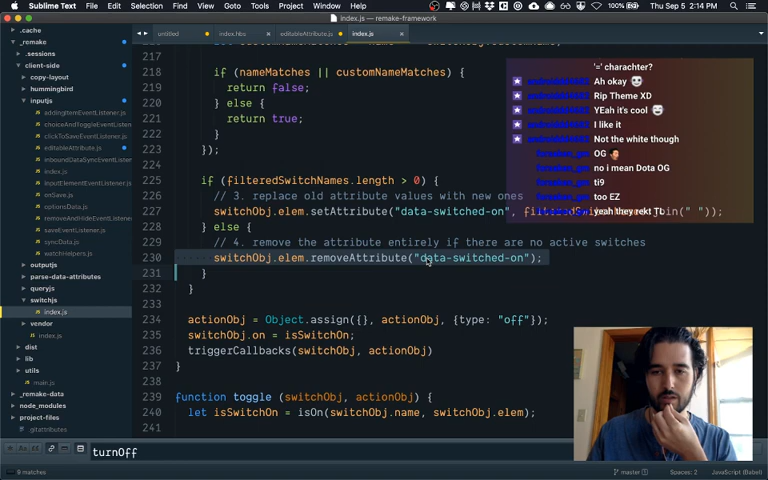 Sublime Text File Edit Selection Find View Goto Tools Project Window Help
100% Thu Sep 5 2:14 PM
index.js — remake-framework
untitled index.hbs editableAttribute.js index.js
.cache
_remake
.sessions
client-side
copy-layout
hummingbird
inputjs
addingItemEventListener.js
choiceAndToggleEventListener
clickToSaveEventListener.js
editableAttribute.js
inboundDataSyncEventListener
index.js
inputElementEventListener.js
onSave.js
optionsData.js
removeAndHideEventListener
saveEventListener.js
syncData.js
watchHelpers.js
outputjs
parse-data-attributes
queryjs
switchjs
index.js
vendor
index.js
dist
lib
utils
main.js
_remake-data
node_modules
project-files
.gitattributes
217
218 if (nameMatches || customNameMatches) {
219 return false;
220 } else {
221 return true;
222 }
223 });
224
225 if (filteredSwitchNames.length > 0) {
226 // 3. replace old attribute values with new ones
227 switchObj.elem.setAttribute("data-switched-on",
228 } else {
229 // 4. remove the attribute entirely if there are no active switches
230 switchObj.elem.removeAttribute("data-switched-on");
231 }
232 }
233
234 actionObj = Object.assign({}, actionObj, {type: "off"});
235 switchObj.on = isSwitchOn;
236 triggerCallbacks(switchObj, actionObj)
237 }
238
239 function toggle (switchObj, actionObj) {
240 let isSwitchOn = isOn(switchObj.name, switchObj.elem);
241
'=' charachter?
Ah okay
Rip Theme XD
YEah it's cool
I like it
Not the white though
OG
no i mean Dota OG
ti9
too EZ
yeah they rekt TL
turnOff
9 matches
master
Spaces: 2
JavaScript (Babel)